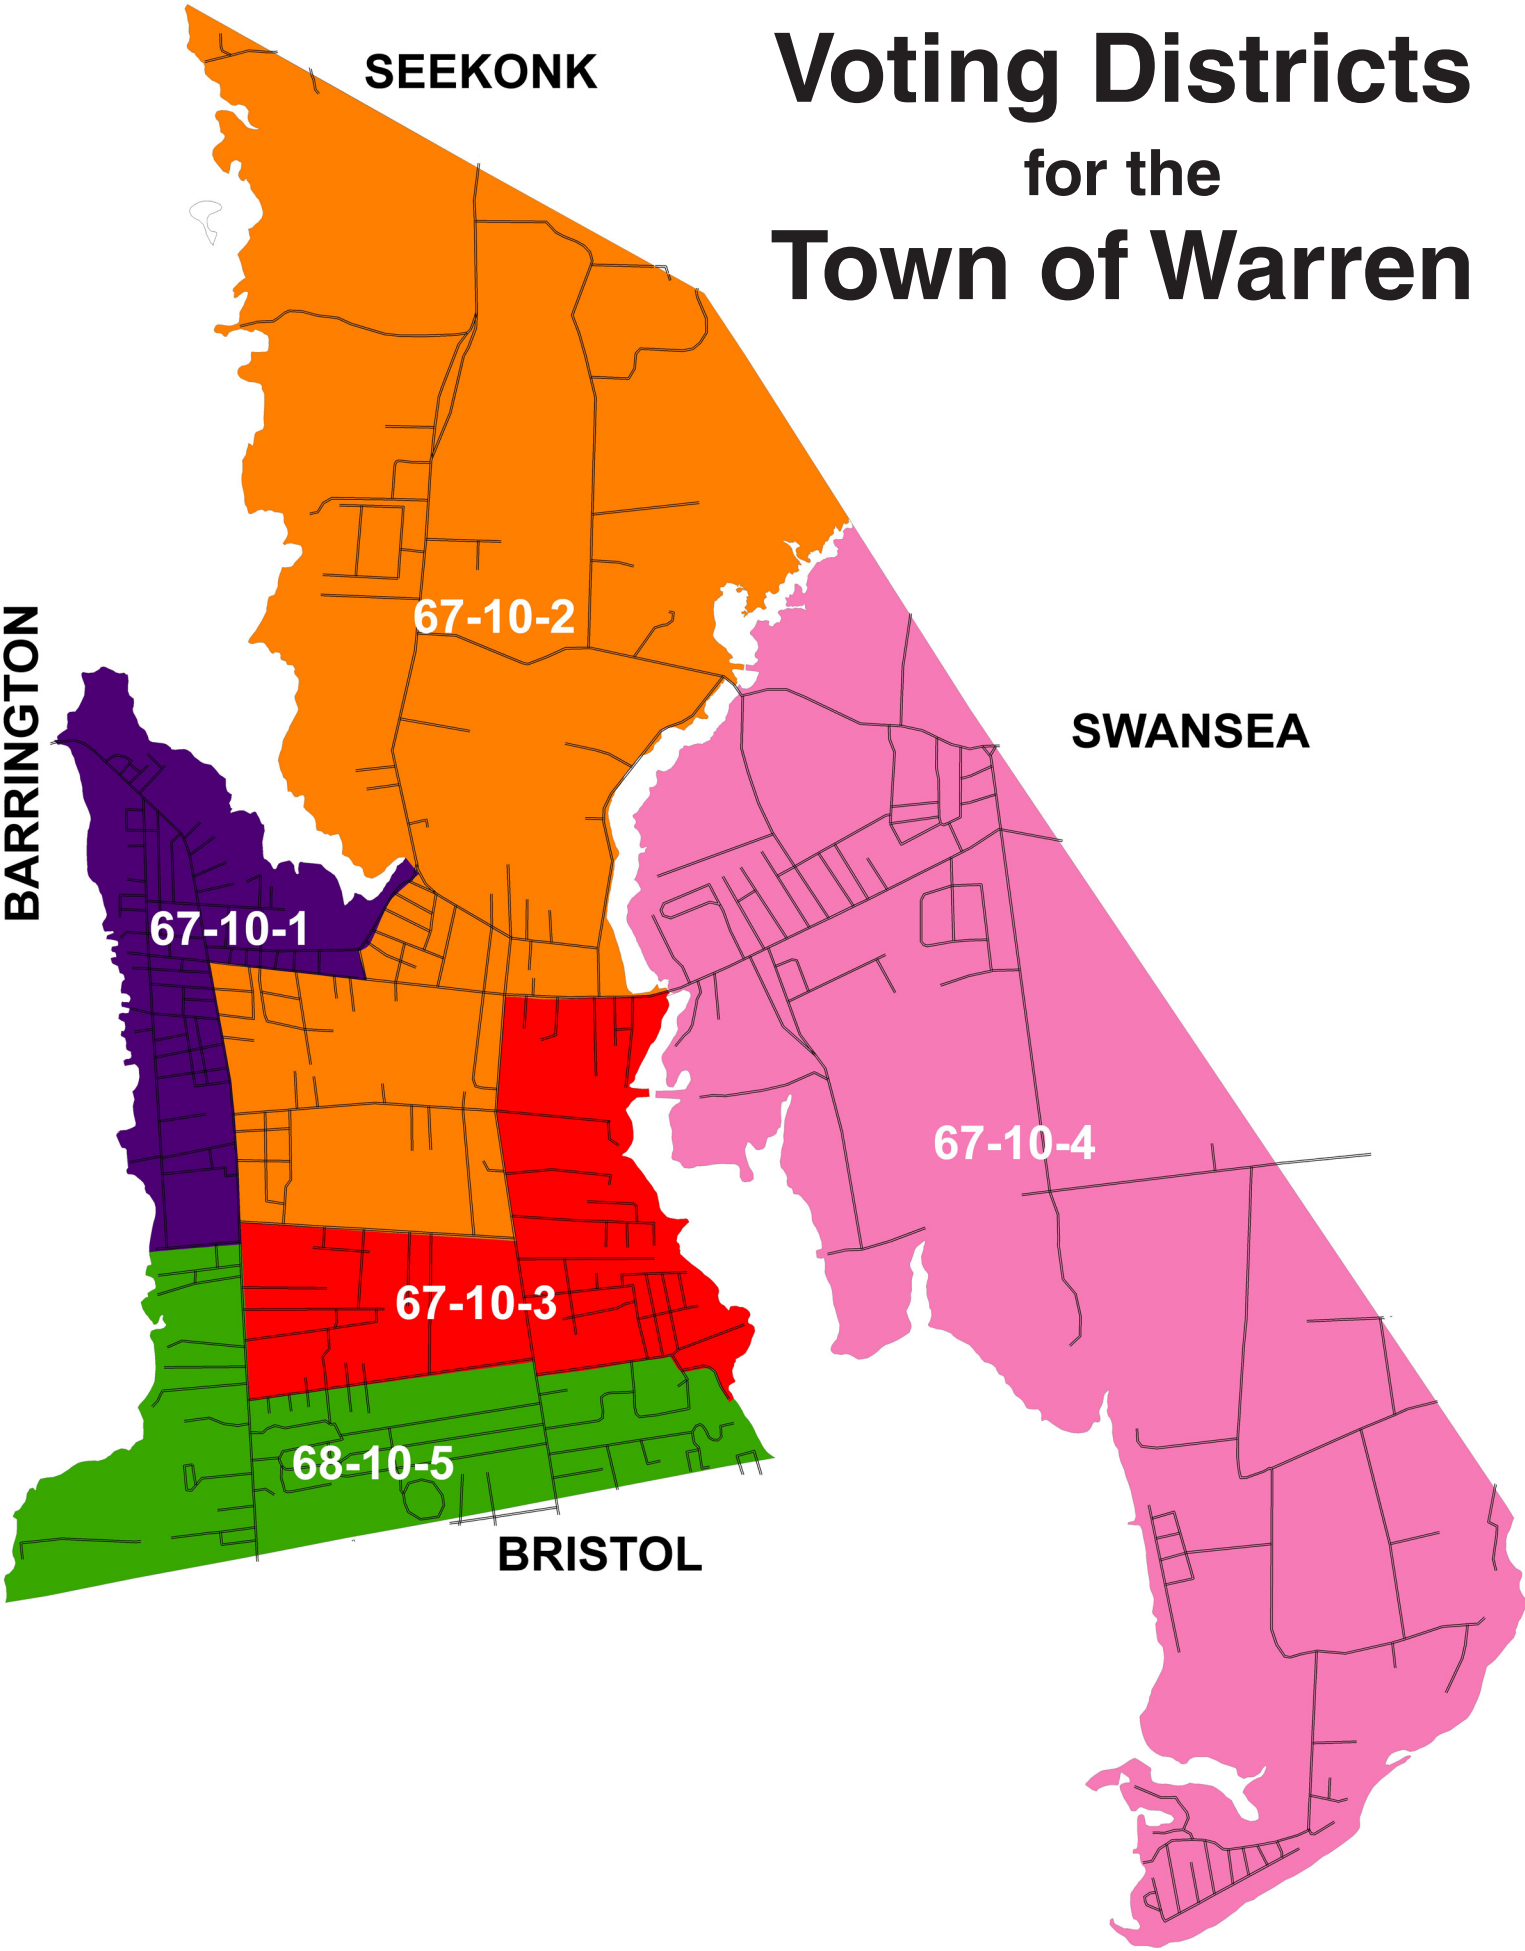 Voting Districts
for the
Town of Warren
SEEKONK
BARRINGTON
SWANSEA
67-10-2
67-10-1
67-10-4
67-10-3
68-10-5
BRISTOL